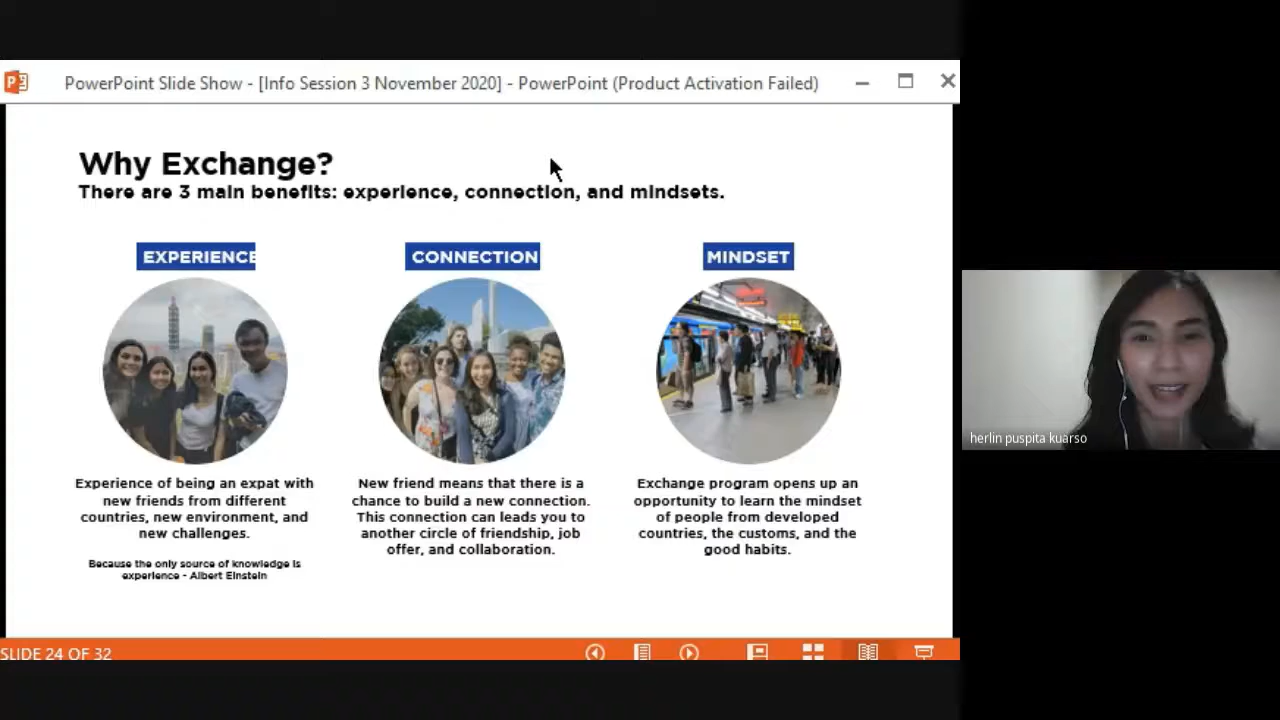 PowerPoint Slide Show - [Info Session 3 November 2020] - PowerPoint (Product Activation Failed)
Why Exchange?
There are 3 main benefits: experience, connection, and mindsets.
EXPERIENCE
CONNECTION
MINDSET
Experience of being an expat with
new friends from different
countries, new environment, and
new challenges.
Because the only source of knowledge is
experience - Albert Einstein
New friend means that there is a
chance to build a new connection.
This connection can leads you to
another circle of friendship, job
offer, and collaboration.
Exchange program opens up an
opportunity to learn the mindset
of people from developed
countries, the customs, and the
good habits.
herlin puspita kuarso
SLIDE 24 OF 32